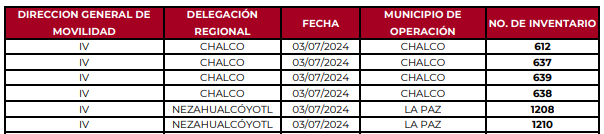 DIRECCION GENERAL DE MOVILIDAD | DELEGACIÓN REGIONAL | FECHA | MUNICIPIO DE OPERACIÓN | NO. DE INVENTARIO
IV | CHALCO | 03/07/2024 | CHALCO | 612
IV | CHALCO | 03/07/2024 | CHALCO | 637
IV | CHALCO | 03/07/2024 | CHALCO | 639
IV | CHALCO | 03/07/2024 | CHALCO | 638
IV | NEZAHUALCÓYOTL | 03/07/2024 | LA PAZ | 1208
IV | NEZAHUALCÓYOTL | 03/07/2024 | LA PAZ | 1210